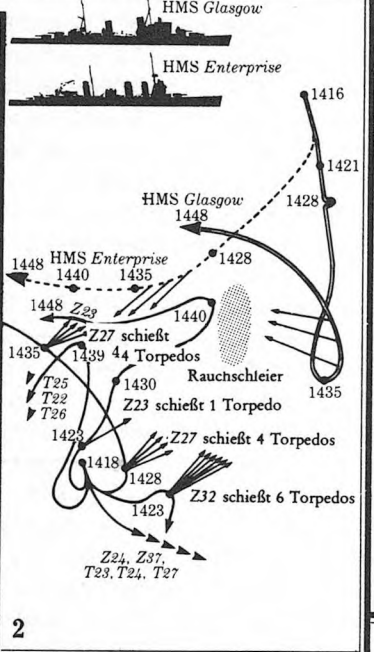 HMS Glasgow
HMS Enterprise
1416
1421
1428
HMS Glasgow
1448
1428
HMS Enterprise
1448
1440
1435
1448
Z23
1440
Z27 schießt
4 Torpedos
1435
1439
4
Rauchschleier
1435
T25
T22
T26
1430
Z23 schießt 1 Torpedo
1423
Z27 schießt 4 Torpedos
1418
1428
Z32 schießt 6 Torpedos
1423
Z24, Z37,
T23, T24, T27
2